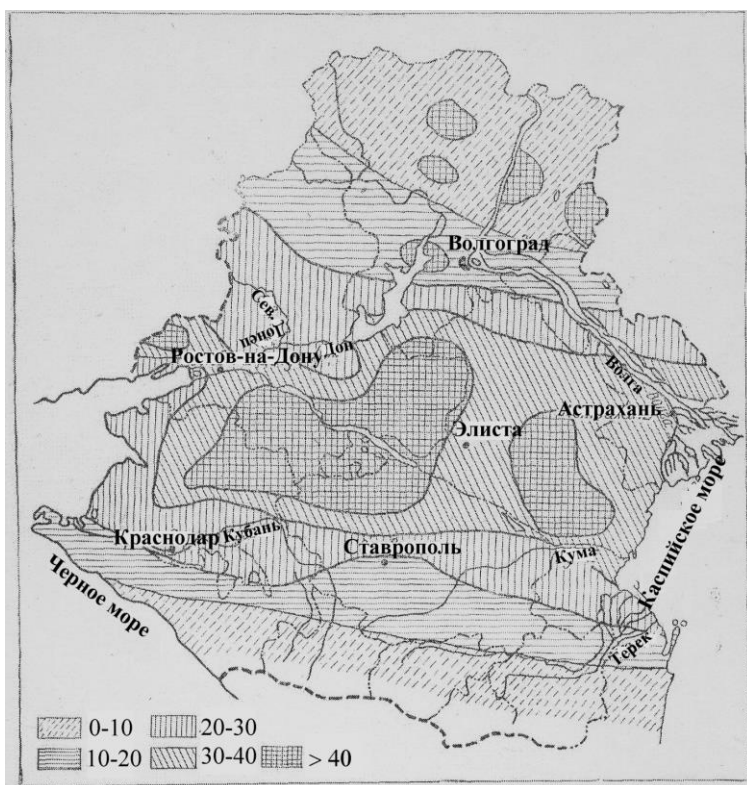 Волгоград
Сев.
Донец
Дон
Ростов-на-Дону
Волга
Астрахань
Элиста
Краснодар
Кубань
Ставрополь
Кума
Каспийское море
Черное море
Терек
0-10
20-30
10-20
30-40
> 40